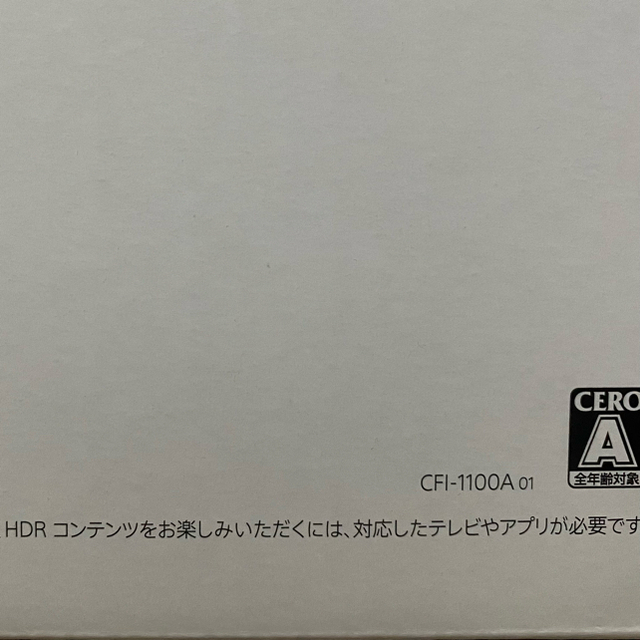 CERO
A
全年齢対象
CFI-1100A 01
HDR コンテンツをお楽しみいただくには、対応したテレビやアプリが必要です